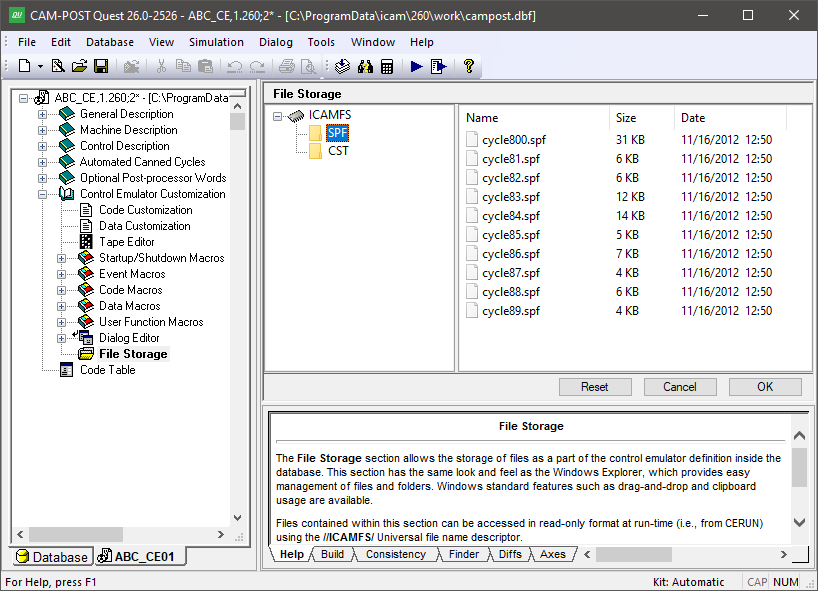 CAM-POST Quest 26.0-2526 - ABC_CE,1.260;2* - [C:\ProgramData\icam\260\work\campost.dbf]
File Edit Database View Simulation Dialog Tools Window Help
ABC_CE,1.260;2* - [C:\ProgramData
General Description
Machine Description
Control Description
Automated Canned Cycles
Optional Post-processor Words
Control Emulator Customization
Code Customization
Data Customization
Tape Editor
Startup/Shutdown Macros
Event Macros
Code Macros
Data Macros
User Function Macros
Dialog Editor
File Storage
Code Table
Database ABC_CE01
File Storage
ICAMFS
SPF
CST
Name Size Date
cycle800.spf 31 KB 11/16/2012 12:50
cycle81.spf 6 KB 11/16/2012 12:50
cycle82.spf 6 KB 11/16/2012 12:50
cycle83.spf 12 KB 11/16/2012 12:50
cycle84.spf 14 KB 11/16/2012 12:50
cycle85.spf 5 KB 11/16/2012 12:50
cycle86.spf 7 KB 11/16/2012 12:50
cycle87.spf 4 KB 11/16/2012 12:50
cycle88.spf 6 KB 11/16/2012 12:50
cycle89.spf 4 KB 11/16/2012 12:50
Reset Cancel OK
File Storage
The File Storage section allows the storage of files as a part of the control emulator definition inside the
database. This section has the same look and feel as the Windows Explorer, which provides easy
management of files and folders. Windows standard features such as drag-and-drop and clipboard
usage are available.
Files contained within this section can be accessed in read-only format at run-time (i.e., from CERUN)
using the //ICAMFS/ Universal file name descriptor.
Help Build Consistency Finder Diffs Axes
For Help, press F1 Kit: Automatic CAP NUM